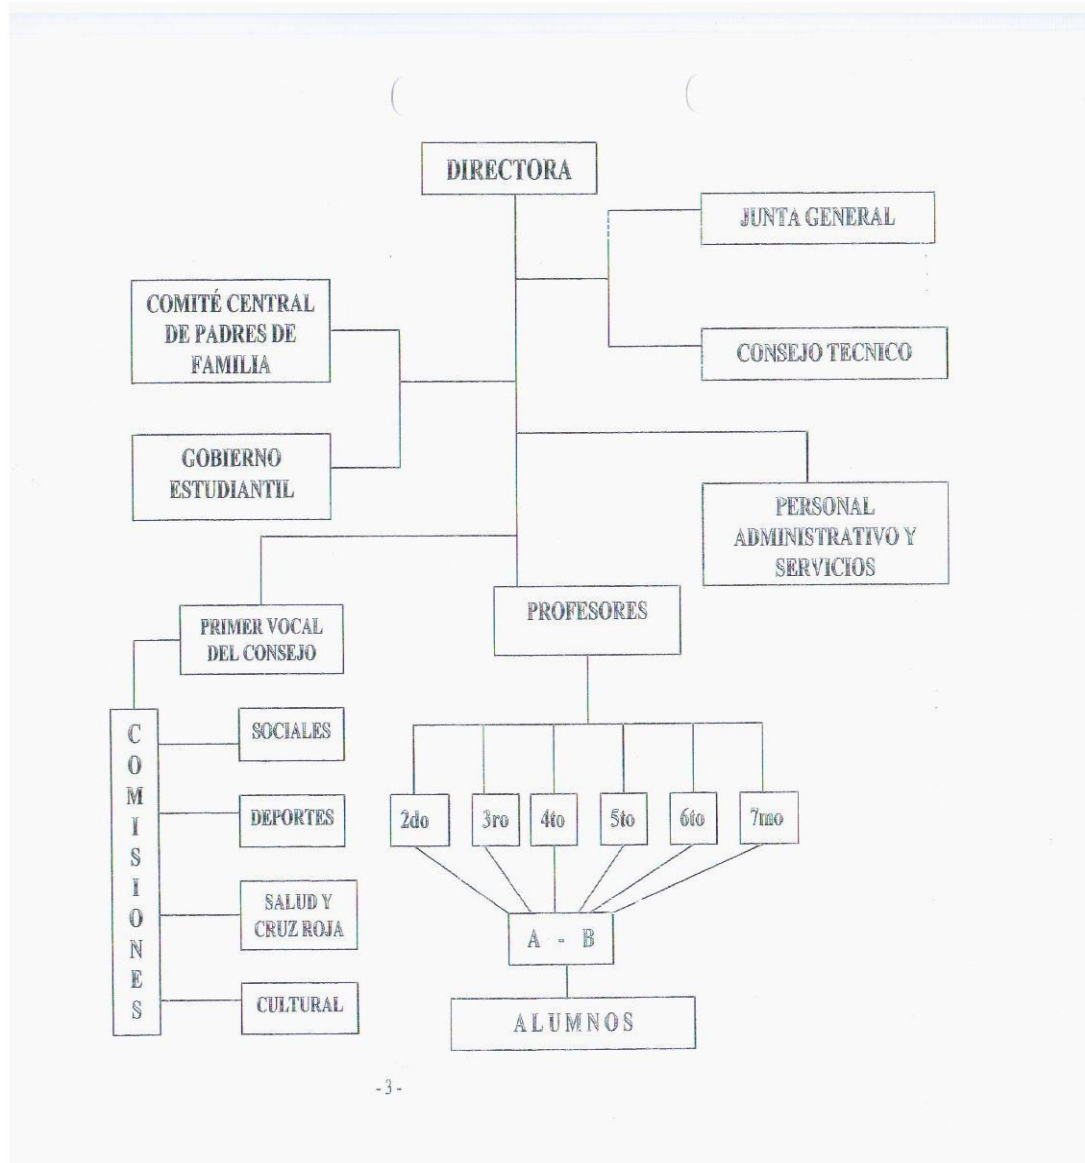 DIRECTORA
JUNTA GENERAL
COMITÉ CENTRAL
DE PADRES DE
FAMILIA
CONSEJO TECNICO
GOBIERNO
ESTUDIANTIL
PERSONAL
ADMINISTRATIVO Y
SERVICIOS
PRIMER VOCAL
DEL CONSEJO
PROFESORES
COMISIONES
SOCIALES
DEPORTES
SALUD Y
CRUZ ROJA
CULTURAL
2do 3ro 4to 5to 6to 7mo
A - B
ALUMNOS
-3-